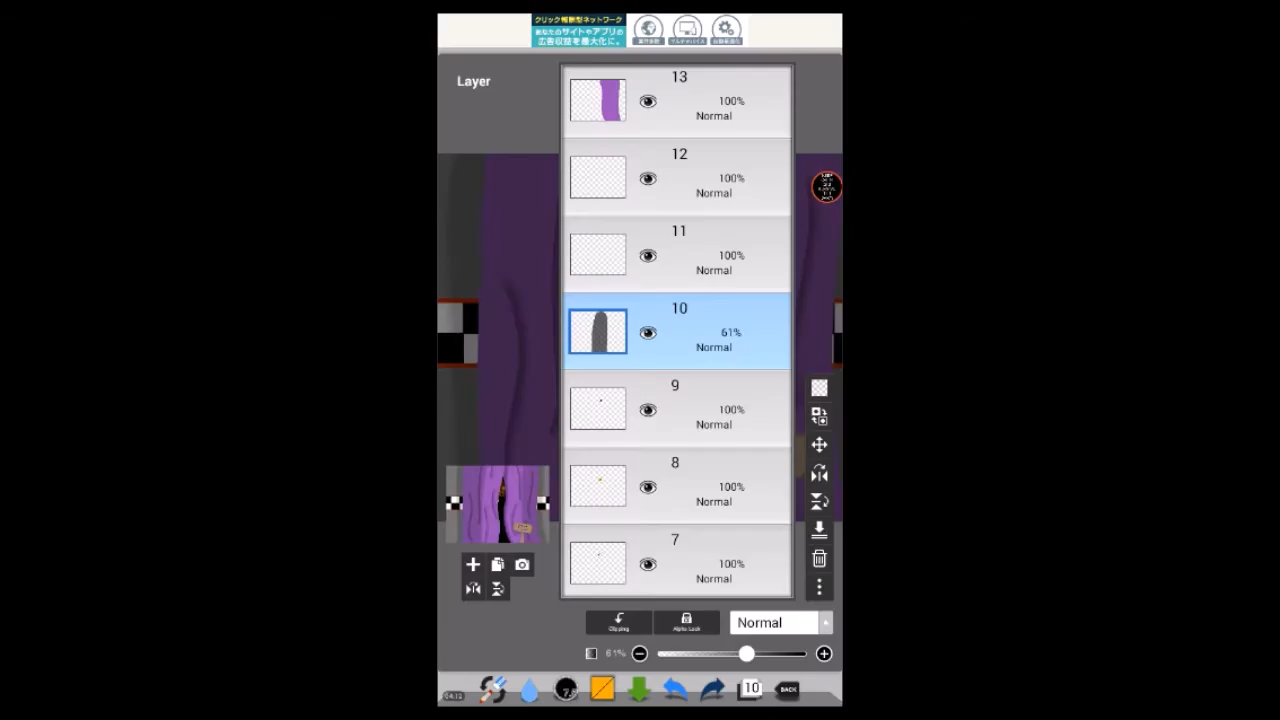 クリック報酬型ネットワーク
あなたのサイトやアプリの
広告収益を最大化に。
Layer
13
100%
Normal
12
100%
Normal
11
100%
Normal
10
61%
Normal
9
100%
Normal
8
100%
Normal
7
100%
Normal
Clipping
Alpha Lock
Normal
61%
7.0
10
BACK